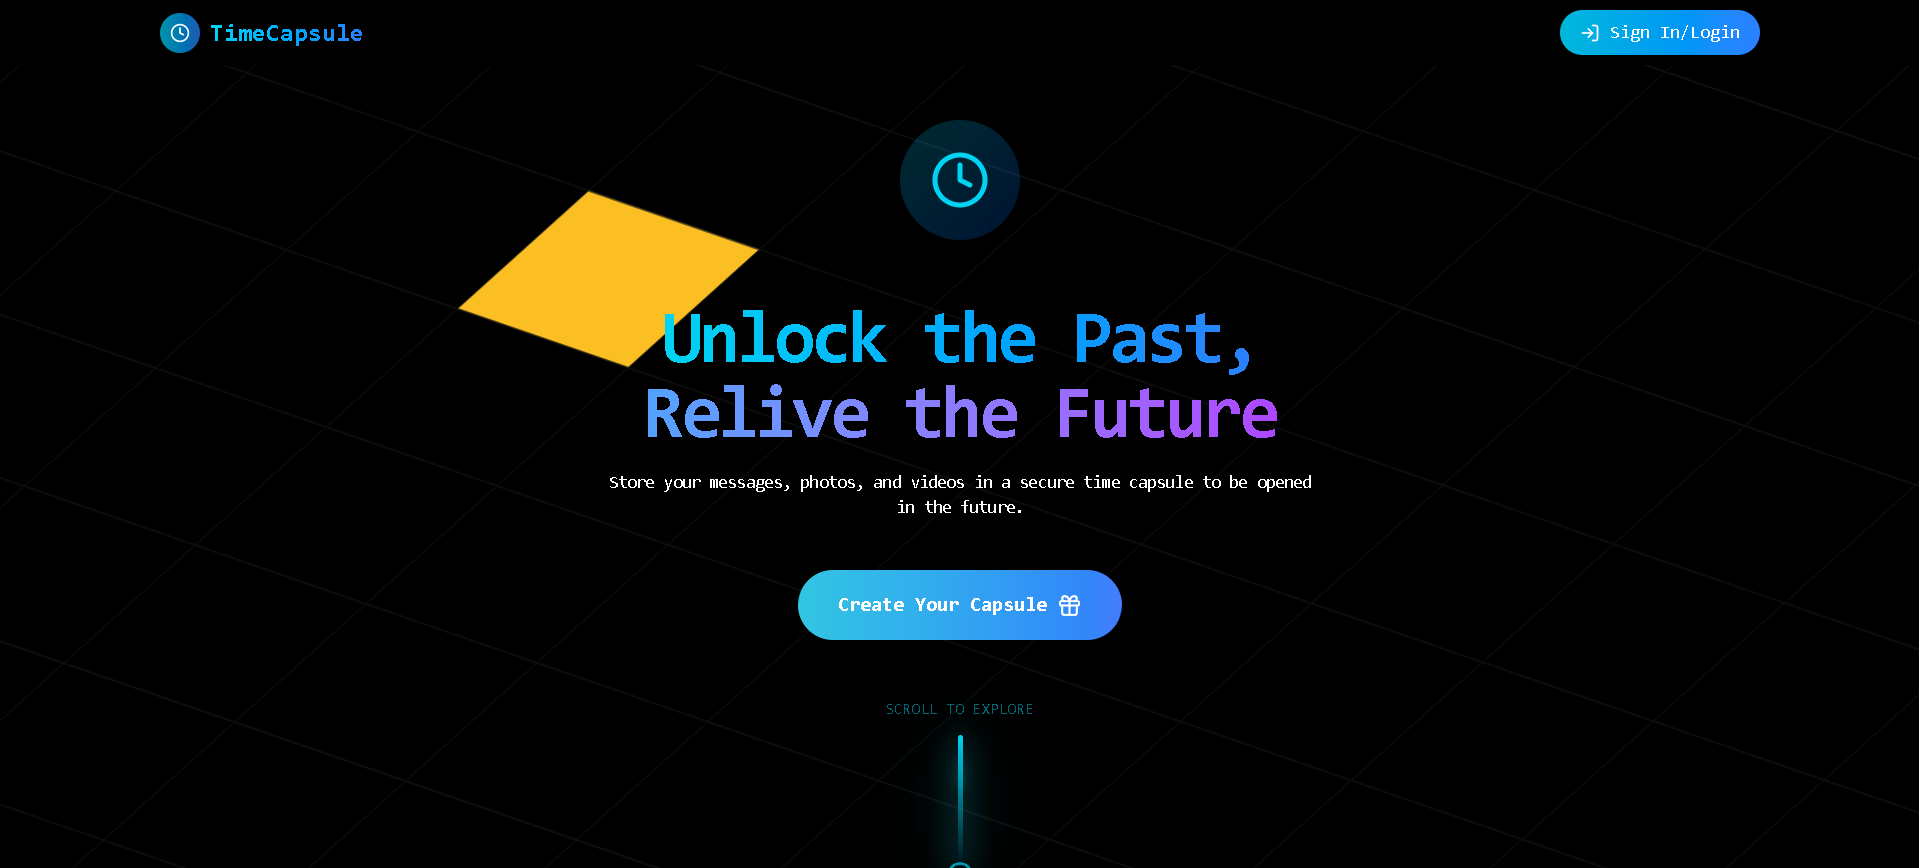 TimeCapsule
Sign In/Login
Unlock the Past,
Relive the Future
Store your messages, photos, and videos in a secure time capsule to be opened
in the future.
Create Your Capsule
SCROLL TO EXPLORE